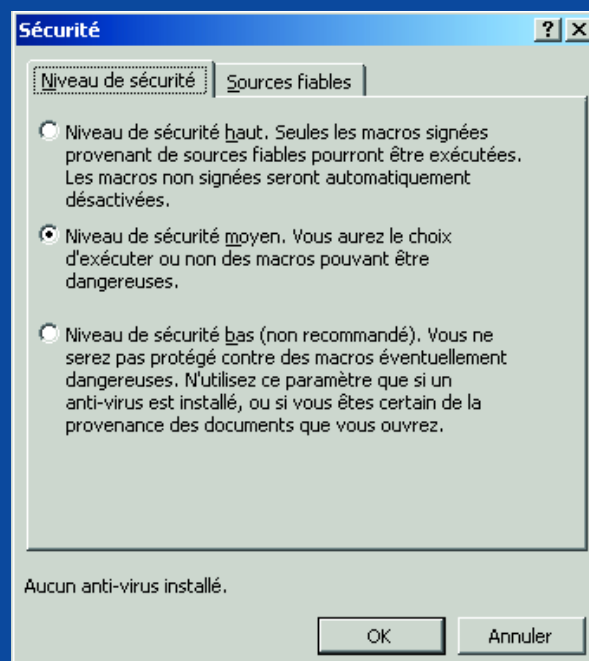 Sécurité
Niveau de sécurité
Sources fiables
Niveau de sécurité haut. Seules les macros signées
provenant de sources fiables pourront être exécutées.
Les macros non signées seront automatiquement
désactivées.
Niveau de sécurité moyen. Vous aurez le choix
d'exécuter ou non des macros pouvant être
dangereuses.
Niveau de sécurité bas (non recommandé). Vous ne
serez pas protégé contre des macros éventuellement
dangereuses. N'utilisez ce paramètre que si un
anti-virus est installé, ou si vous êtes certain de la
provenance des documents que vous ouvrez.
Aucun anti-virus installé.
OK
Annuler